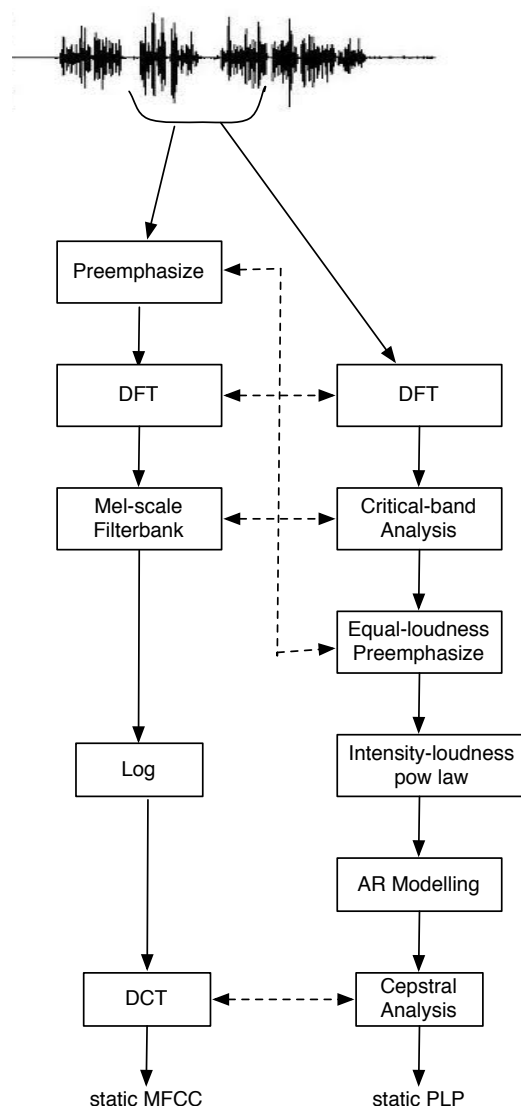 Preemphasize
DFT
DFT
Mel-scale
Filterbank
Critical-band
Analysis
Equal-loudness
Preemphasize
Log
Intensity-loudness
pow law
AR Modelling
DCT
Cepstral
Analysis
static MFCC
static PLP